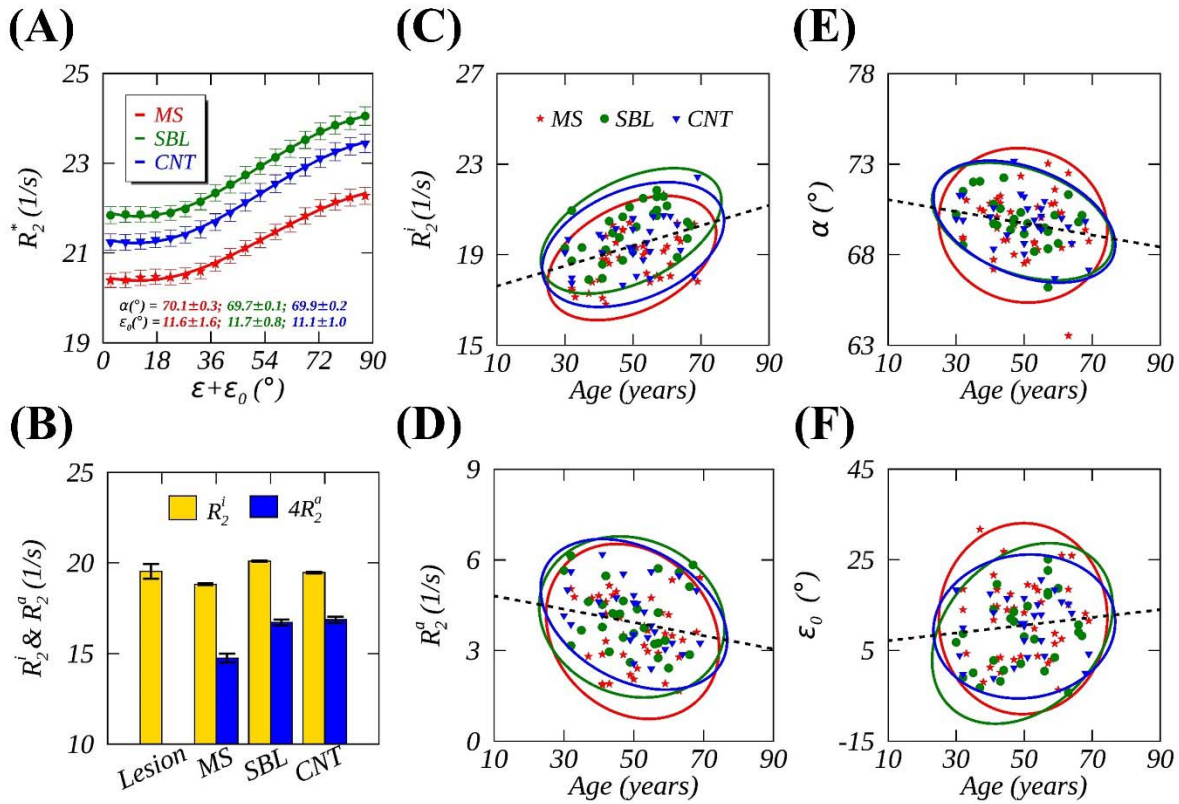 (A)
25
23
21
19
R₂* (1/s)
MS
SBL
CNT
α(°) = 70.1±0.3; 69.7±0.1; 69.9±0.2
ε₀(°)= 11.6±1.6; 11.7±0.8; 11.1±1.0
0 18 36 54 72 90
ε+ε₀ (°)
(B)
25
20
15
10
R₂ⁱ & R₂ᵃ (1/s)
R₂ⁱ 4R₂ᵃ
Lesion MS SBL CNT
(C)
27
23
19
15
R₂ⁱ (1/s)
MS SBL CNT
10 30 50 70 90
Age (years)
(D)
9
6
3
0
R₂ᵃ (1/s)
10 30 50 70 90
Age (years)
(E)
78
73
68
63
α (°)
10 30 50 70 90
Age (years)
(F)
45
25
5
-15
ε₀ (°)
10 30 50 70 90
Age (years)